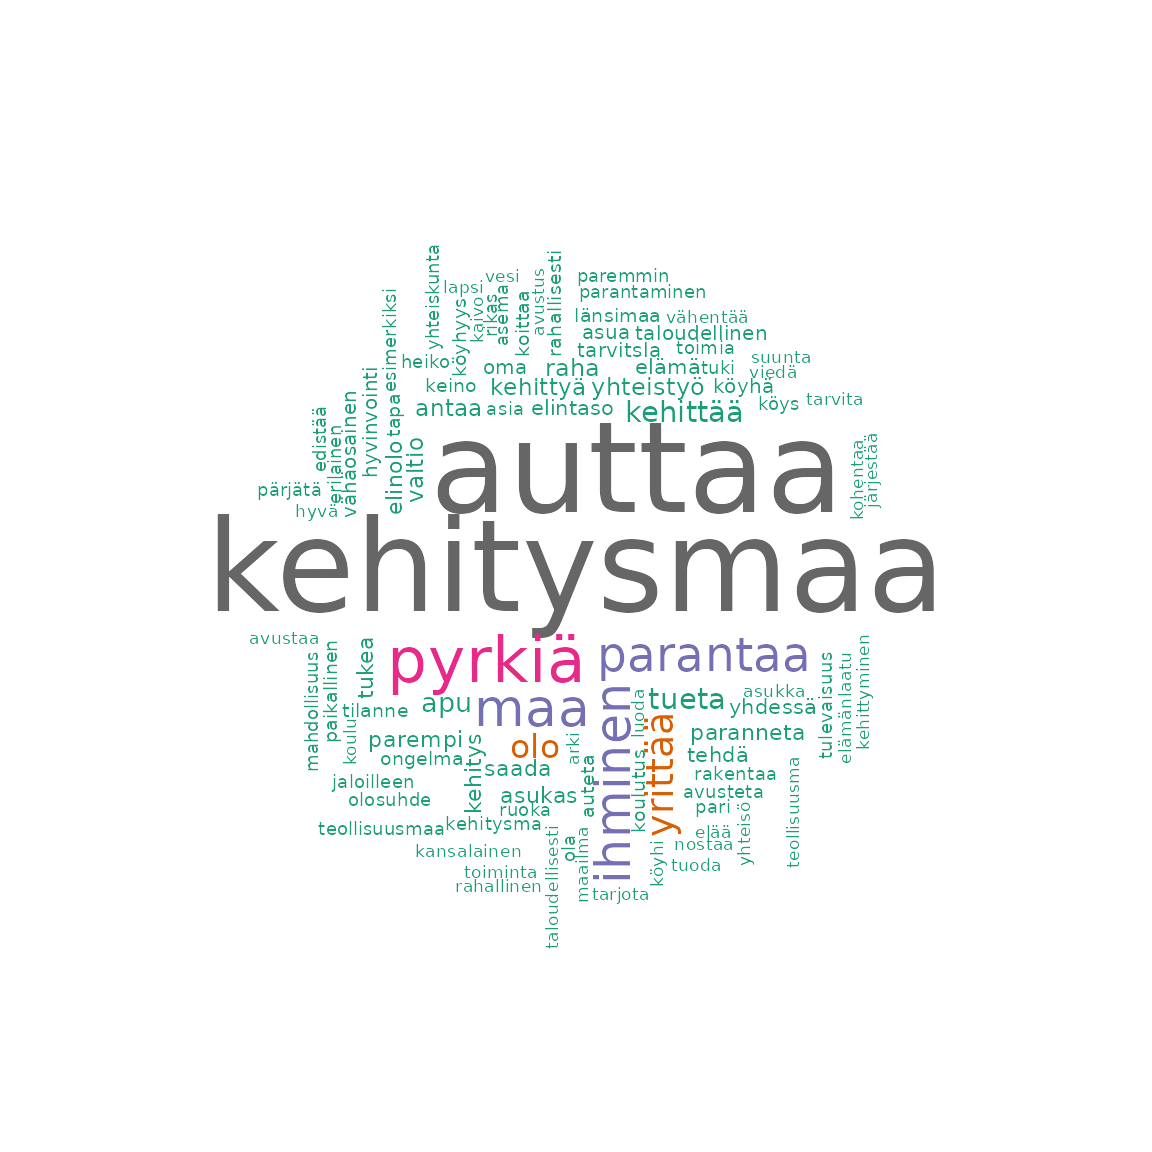 yhteiskunta
lapsi
vesi
avustus
rahallisesti
paremmin
esimerkiksi
köyhyys
kaivo
rikas
asema
koittaa
parantaminen
länsimaa
vähentää
asua
taloudellinen
tarvitsla
toimia
suunta
heiko
oma
raha
elämä
tuki
viedä
keino
kehittyä
yhteistyö
köyhä
hyvinvointi
tapa
antaa
asia
elintaso
kehittää
köys
tarvita
edistää
erilainen
vähäosainen
elinolo
valtio
auttaa
kohentaa
järjestää
pärjätä
hyvä
kehitysmaa
avustaa
mahdollisuus
paikallinen
tukea
pyrkiä
parantaa
tulevaisuus
elämänlaatu
kehittyminen
tilanne
apu
maa
ihminen
luoda
tueta
asukka
yhdessä
koulu
parempi
olo
arki
yrittää
paranneta
ongelma
kehitys
saada
auteta
koulutus
tehdä
jaloilleen
rakentaa
teollisuusma
olosuhde
asukas
ruoka
avusteta
pari
teollisuusmaa
kehitysma
elää
yhteisö
kansalainen
taloudellisesti
ola
maailma
köyhi
nostaa
toiminta
tuoda
rahallinen
tarjota